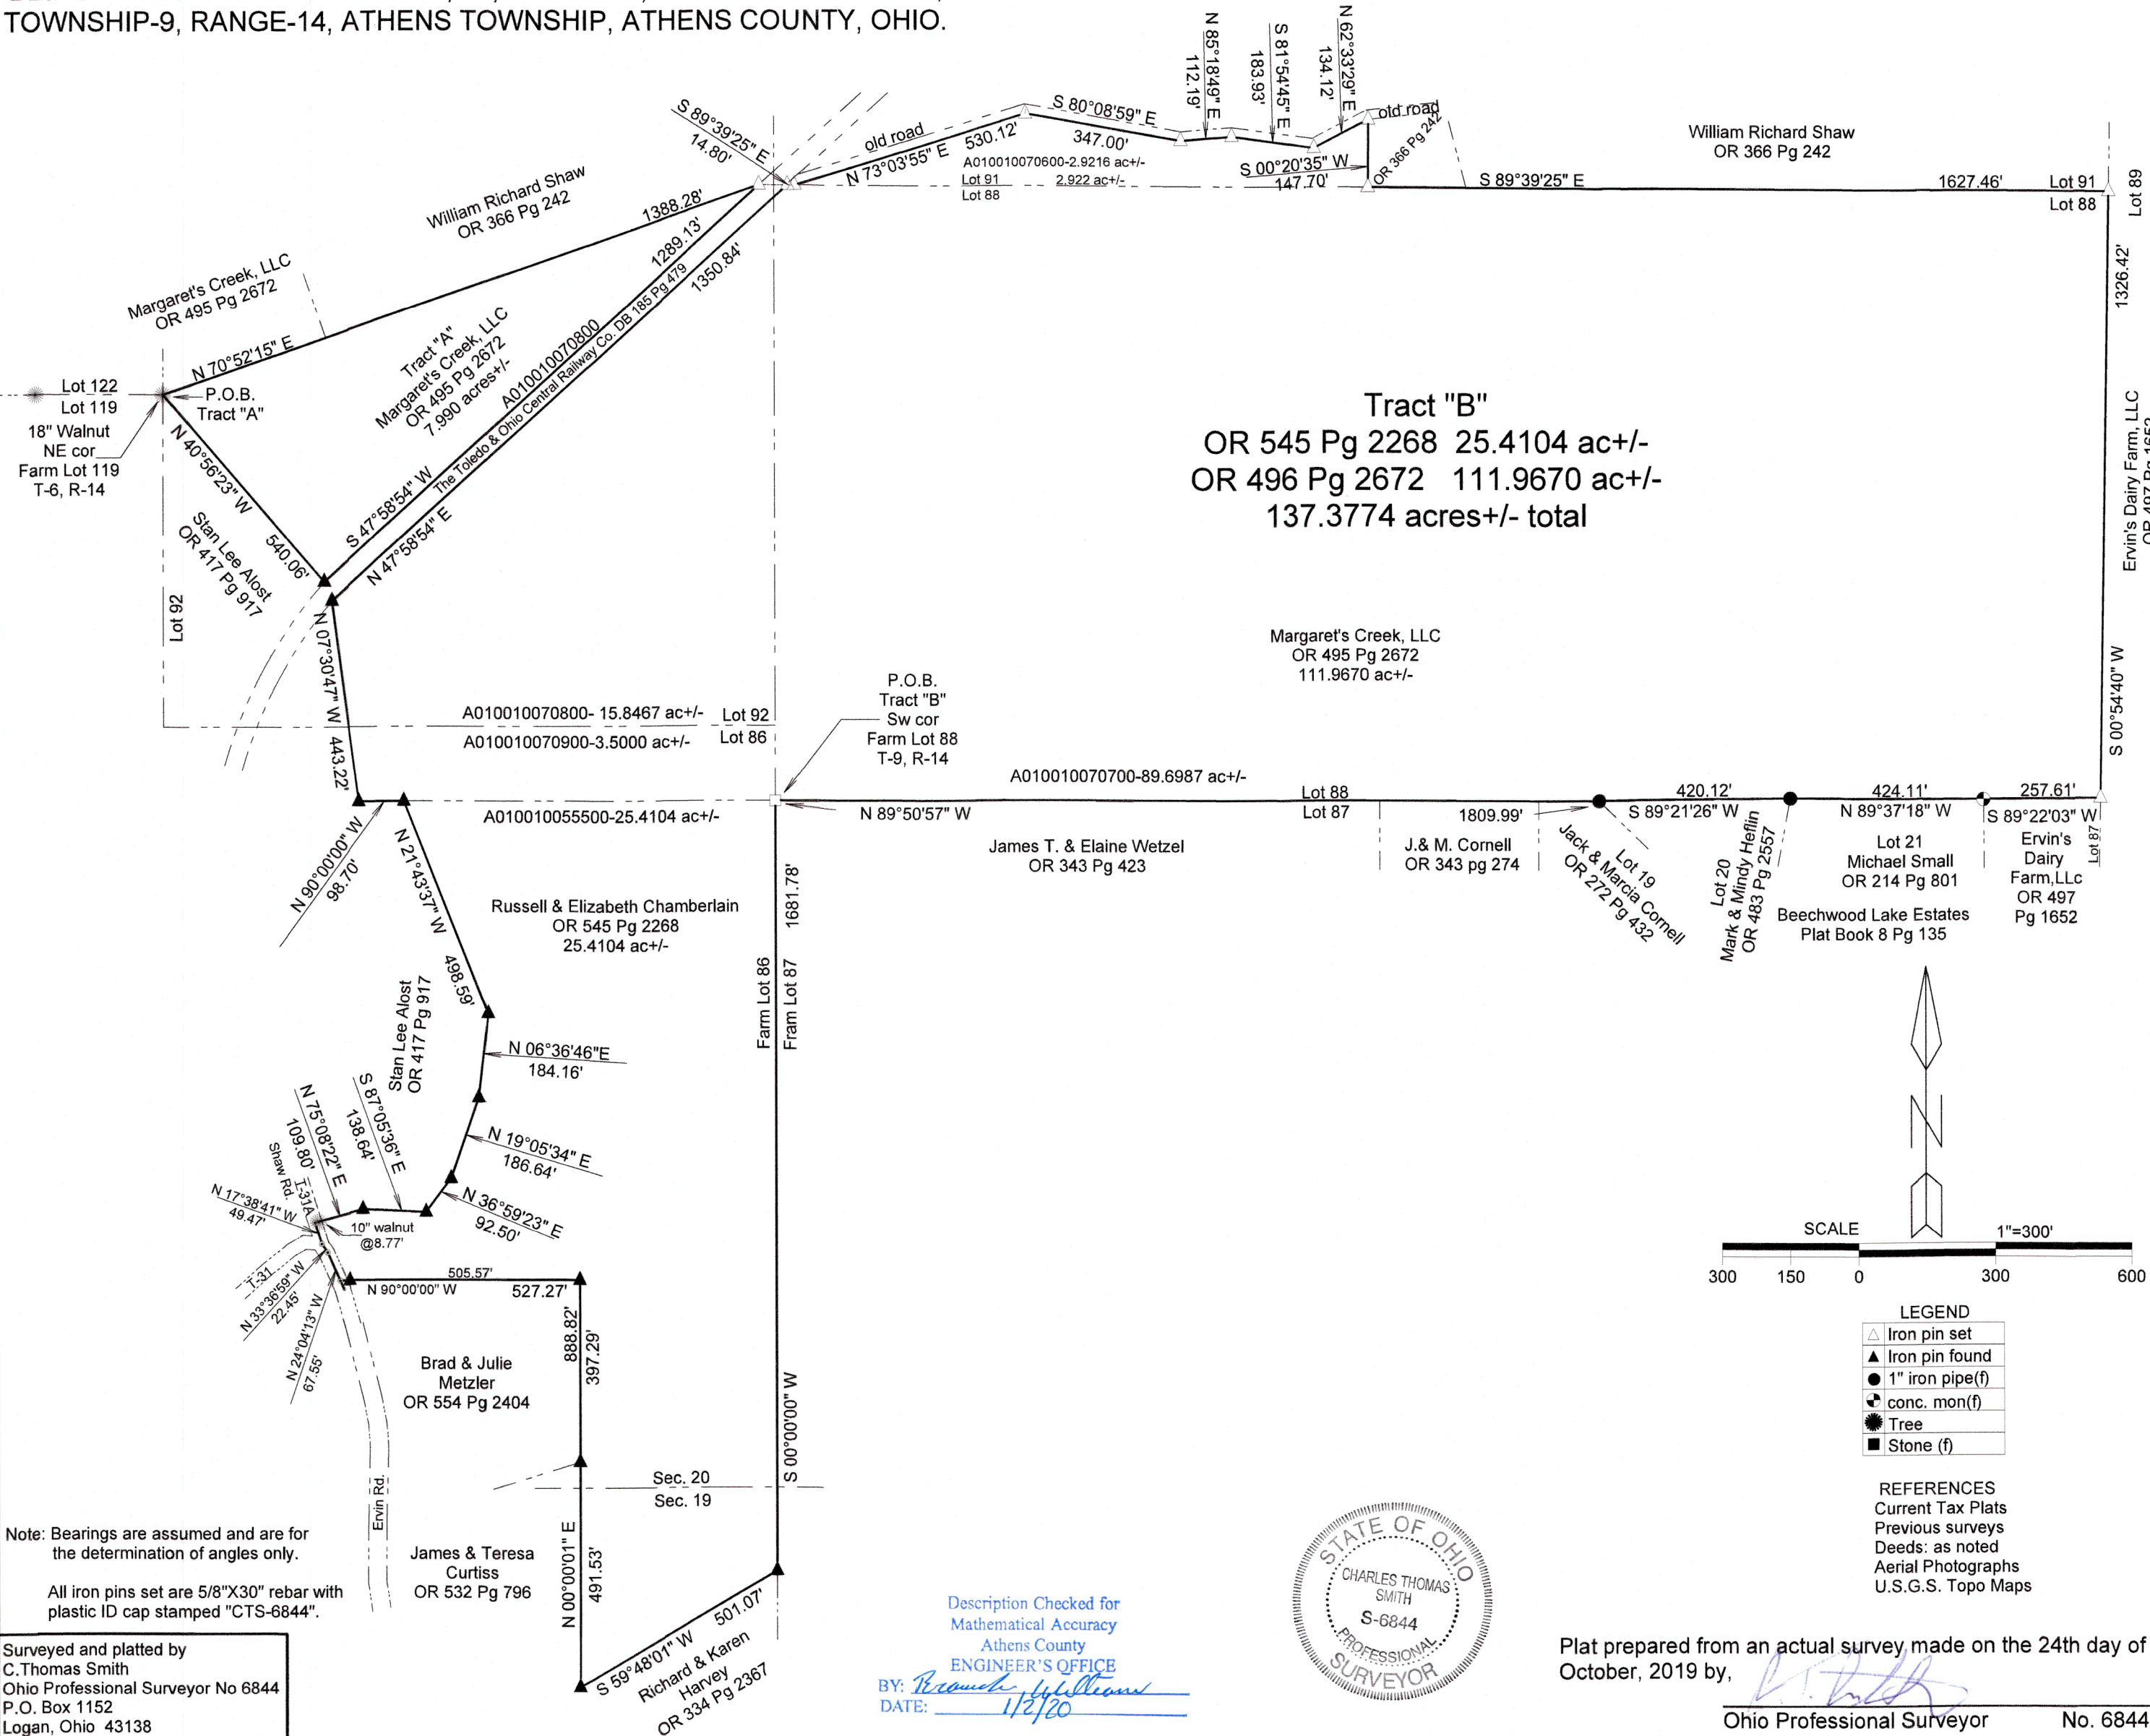 TOWNSHIP-9, RANGE-14, ATHENS TOWNSHIP, ATHENS COUNTY, OHIO.
N 85°18'49" E
112.19'
S 81°54'45" E
183.93'
N 62°33'29" E
134.12'
S 89°39'25" E
14.80'
old road
N 73°03'55" E
530.12'
S 80°08'59" E
347.00'
A010010070600-2.9216 ac+/-
Lot 91
2.922 ac+/-
Lot 88
S 00°20'35" W
147.70'
old road
OR 366 Pg 242
William Richard Shaw
OR 366 Pg 242
S 89°39'25" E
1627.46'
Lot 91
Lot 88
Lot 89
1326.42'
Ervin's Dairy Farm, LLC
OR 497 Pg 1652
S 00°54'40" W
William Richard Shaw
OR 366 Pg 242
1388.28'
1289.13'
1350.84'
Margaret's Creek, LLC
OR 495 Pg 2672
N 70°52'15" E
Tract "A"
Margaret's Creek, LLC
OR 495 Pg 2672
7.990 acres+/-
A010010070800
The Toledo & Ohio Central Railway Co. DB 185 Pg 479
S 47°58'54" W
N 47°58'54" E
Lot 122
Lot 119
P.O.B.
Tract "A"
18" Walnut
NE cor
Farm Lot 119
T-6, R-14
N 40°56'23" W
540.06'
Stan Lee Alost
OR 417 Pg 917
Lot 92
N 07°30'47" W
443.22'
Tract "B"
OR 545 Pg 2268 25.4104 ac+/-
OR 496 Pg 2672 111.9670 ac+/-
137.3774 acres+/- total
Margaret's Creek, LLC
OR 495 Pg 2672
111.9670 ac+/-
P.O.B.
Tract "B"
Sw cor
Farm Lot 88
T-9, R-14
A010010070800- 15.8467 ac+/-
Lot 92
A010010070900-3.5000 ac+/-
Lot 86
A010010055500-25.4104 ac+/-
A010010070700-89.6987 ac+/-
N 89°50'57" W
Lot 88
Lot 87
1809.99'
420.12'
S 89°21'26" W
424.11'
N 89°37'18" W
257.61'
S 89°22'03" W
Lot 87
James T. & Elaine Wetzel
OR 343 Pg 423
J.& M. Cornell
OR 343 pg 274
Lot 19
Jack & Marcia Cornell
OR 272 Pg 432
Lot 20
Mark & Mindy Heflin
OR 483 Pg 2557
Lot 21
Michael Small
OR 214 Pg 801
Ervin's
Dairy
Farm,LLc
OR 497
Pg 1652
Beechwood Lake Estates
Plat Book 8 Pg 135
N 90°00'00" W
98.70'
N 21°43'37" W
498.59'
Russell & Elizabeth Chamberlain
OR 545 Pg 2268
25.4104 ac+/-
1681.78'
Farm Lot 86
Fram Lot 87
S 00°00'00" W
Stan Lee Alost
OR 417 Pg 917
N 06°36'46"E
184.16'
N 19°05'34" E
186.64'
N 36°59'23" E
92.50'
S 87°05'36" E
138.64'
N 75°08'22" E
109.80'
Shaw Rd.
T-31A
N 17°38'41" W
49.47'
10" walnut
@8.77'
T-31
N 33°36'59" W
22.45'
N 24°04'13" W
67.55'
505.57'
N 90°00'00" W
527.27'
888.82'
397.29'
Brad & Julie
Metzler
OR 554 Pg 2404
Sec. 20
Sec. 19
Ervin Rd.
James & Teresa
Curtiss
OR 532 Pg 796
N 00°00'01" E
491.53'
S 59°48'01" W
501.07'
Richard & Karen
Harvey
OR 334 Pg 2367
N
SCALE
1"=300'
300 150 0 300 600
LEGEND
Iron pin set
Iron pin found
1" iron pipe(f)
conc. mon(f)
Tree
Stone (f)
REFERENCES
Current Tax Plats
Previous surveys
Deeds: as noted
Aerial Photographs
U.S.G.S. Topo Maps
Note: Bearings are assumed and are for
the determination of angles only.
All iron pins set are 5/8"X30" rebar with
plastic ID cap stamped "CTS-6844".
Surveyed and platted by
C.Thomas Smith
Ohio Professional Surveyor No 6844
P.O. Box 1152
Logan, Ohio 43138
Description Checked for
Mathematical Accuracy
Athens County
ENGINEER'S OFFICE
BY:
DATE: 1/2/20
STATE OF OHIO
CHARLES THOMAS
SMITH
S-6844
PROFESSIONAL
SURVEYOR
Plat prepared from an actual survey made on the 24th day of
October, 2019 by,
Ohio Professional Surveyor No. 6844